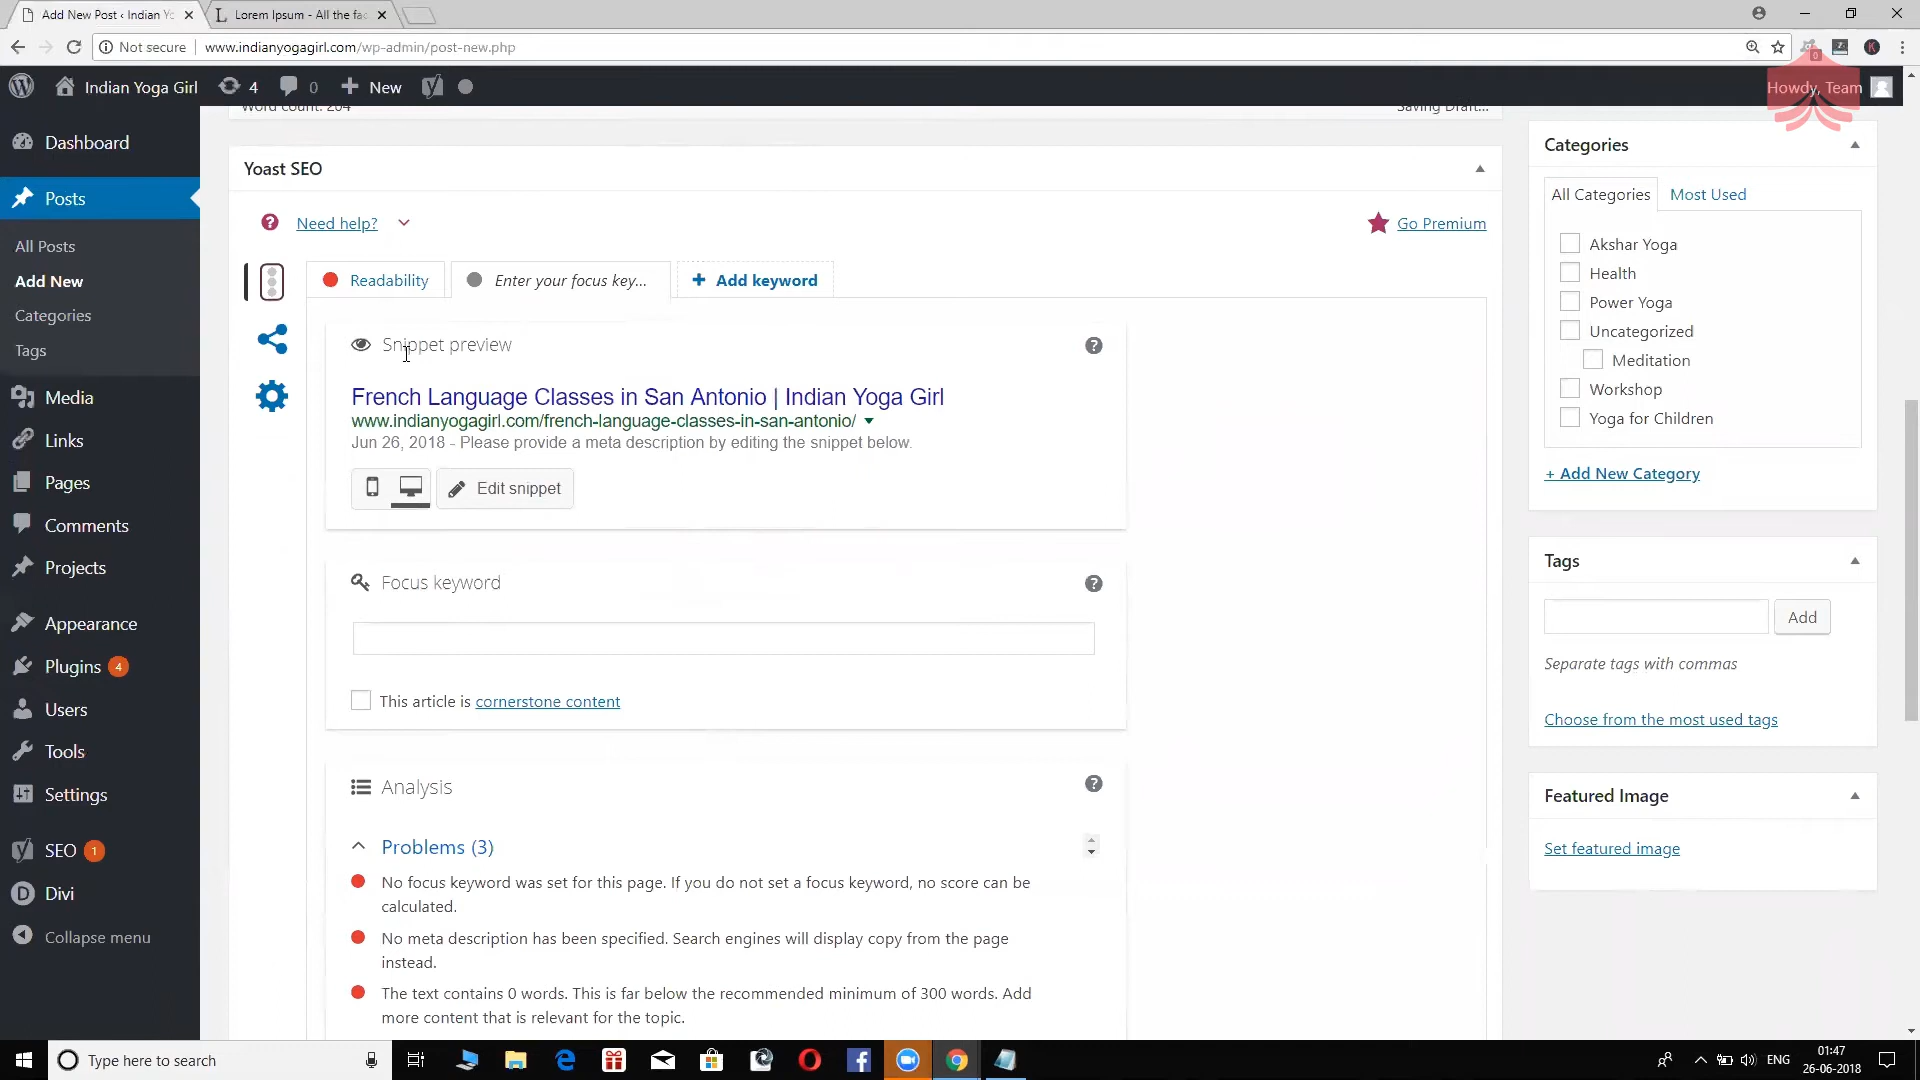 Add New Post ‹ Indian Yo
Lorem Ipsum - All the fac
Not secure
www.indianyogagirl.com/wp-admin/post-new.php
Indian Yoga Girl
4
0
New
Howdy, Team
Word count: 204
Saving Draft...
Dashboard
Posts
All Posts
Add New
Categories
Tags
Media
Links
Pages
Comments
Projects
Appearance
Plugins 4
Users
Tools
Settings
SEO 1
Divi
Collapse menu
Yoast SEO
Need help?
Go Premium
Readability
Enter your focus key...
Add keyword
Snippet preview
French Language Classes in San Antonio | Indian Yoga Girl
www.indianyogagirl.com/french-language-classes-in-san-antonio/
Jun 26, 2018 - Please provide a meta description by editing the snippet below.
Edit snippet
Focus keyword
This article is cornerstone content
Analysis
Problems (3)
No focus keyword was set for this page. If you do not set a focus keyword, no score can be
calculated.
No meta description has been specified. Search engines will display copy from the page
instead.
The text contains 0 words. This is far below the recommended minimum of 300 words. Add
more content that is relevant for the topic.
Categories
All Categories
Most Used
Akshar Yoga
Health
Power Yoga
Uncategorized
Meditation
Workshop
Yoga for Children
+ Add New Category
Tags
Add
Separate tags with commas
Choose from the most used tags
Featured Image
Set featured image
Type here to search
ENG
01:47
26-06-2018